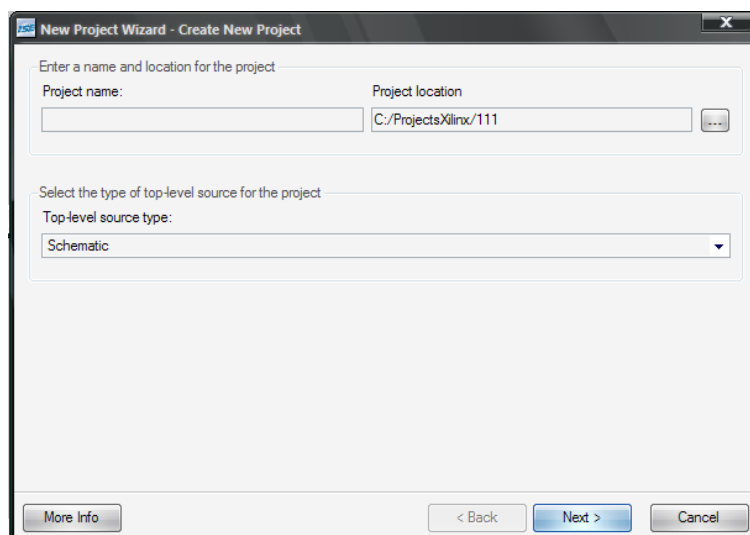 ISE New Project Wizard - Create New Project
X
Enter a name and location for the project
Project name: Project location
C:/ProjectsXilinx/111 ...
Select the type of top-level source for the project
Top-level source type:
Schematic
More Info < Back Next > Cancel